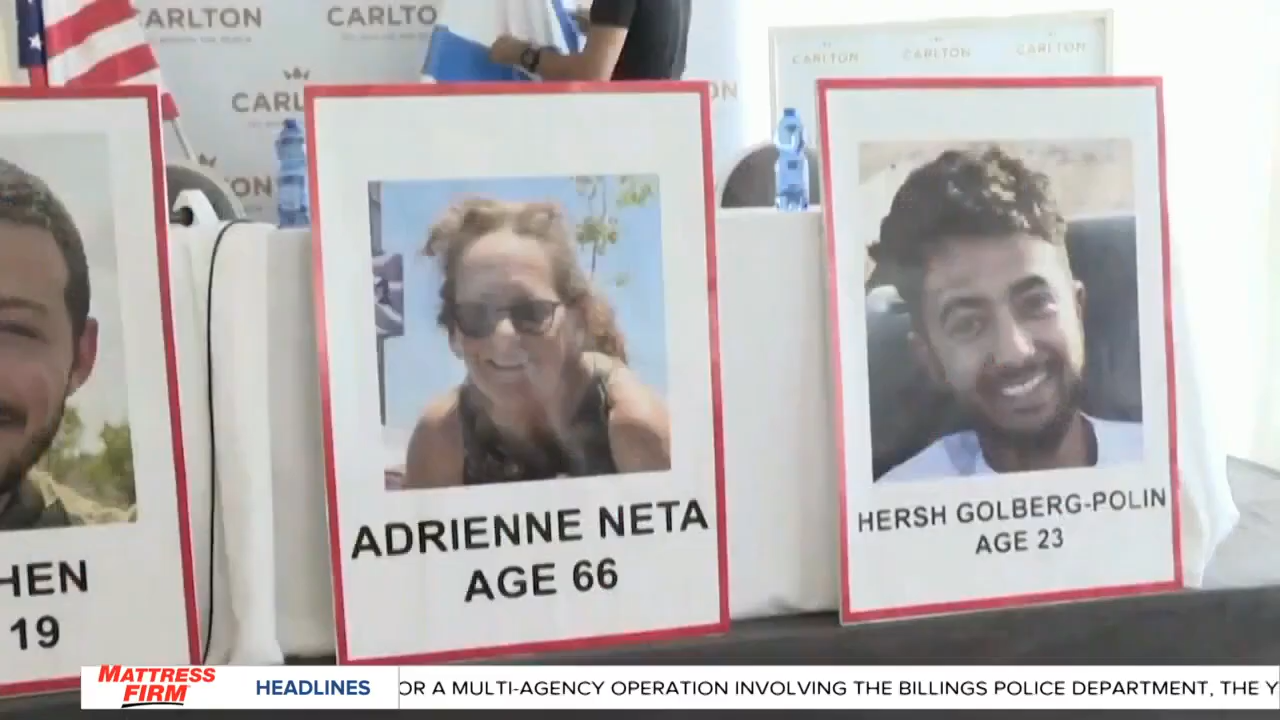 CARLTON
CARLTON
CARLTON
CARLTON
HEN
19
ADRIENNE NETA
AGE 66
HERSH GOLBERG-POLIN
AGE 23
MATTRESS
FIRM
HEADLINES
OR A MULTI-AGENCY OPERATION INVOLVING THE BILLINGS POLICE DEPARTMENT, THE Y